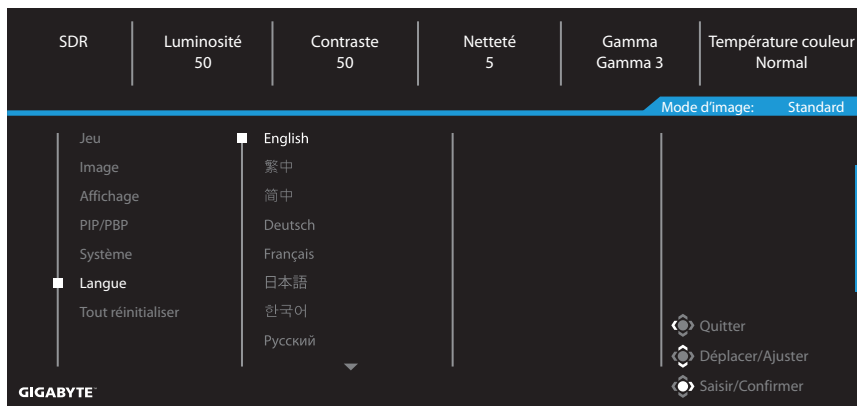 SDR
Luminosité
50
Contraste
50
Netteté
5
Gamma
Gamma 3
Température couleur
Normal
Mode d'image: Standard
Jeu
Image
Affichage
PIP/PBP
Système
Langue
Tout réinitialiser
English
繁中
简中
Deutsch
Français
日本語
한국어
Русский
Quitter
Déplacer/Ajuster
Saisir/Confirmer
GIGABYTE™